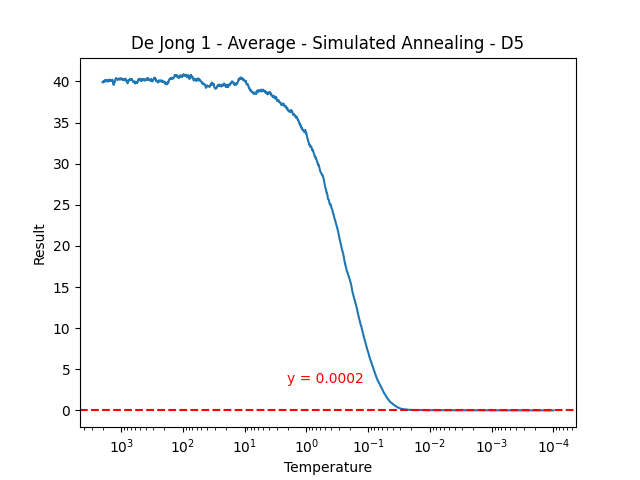 De Jong 1 - Average - Simulated Annealing - D5
Result
40
35
30
25
20
15
10
5
0
y = 0.0002
10³ 10² 10¹ 10⁰ 10⁻¹ 10⁻² 10⁻³ 10⁻⁴
Temperature